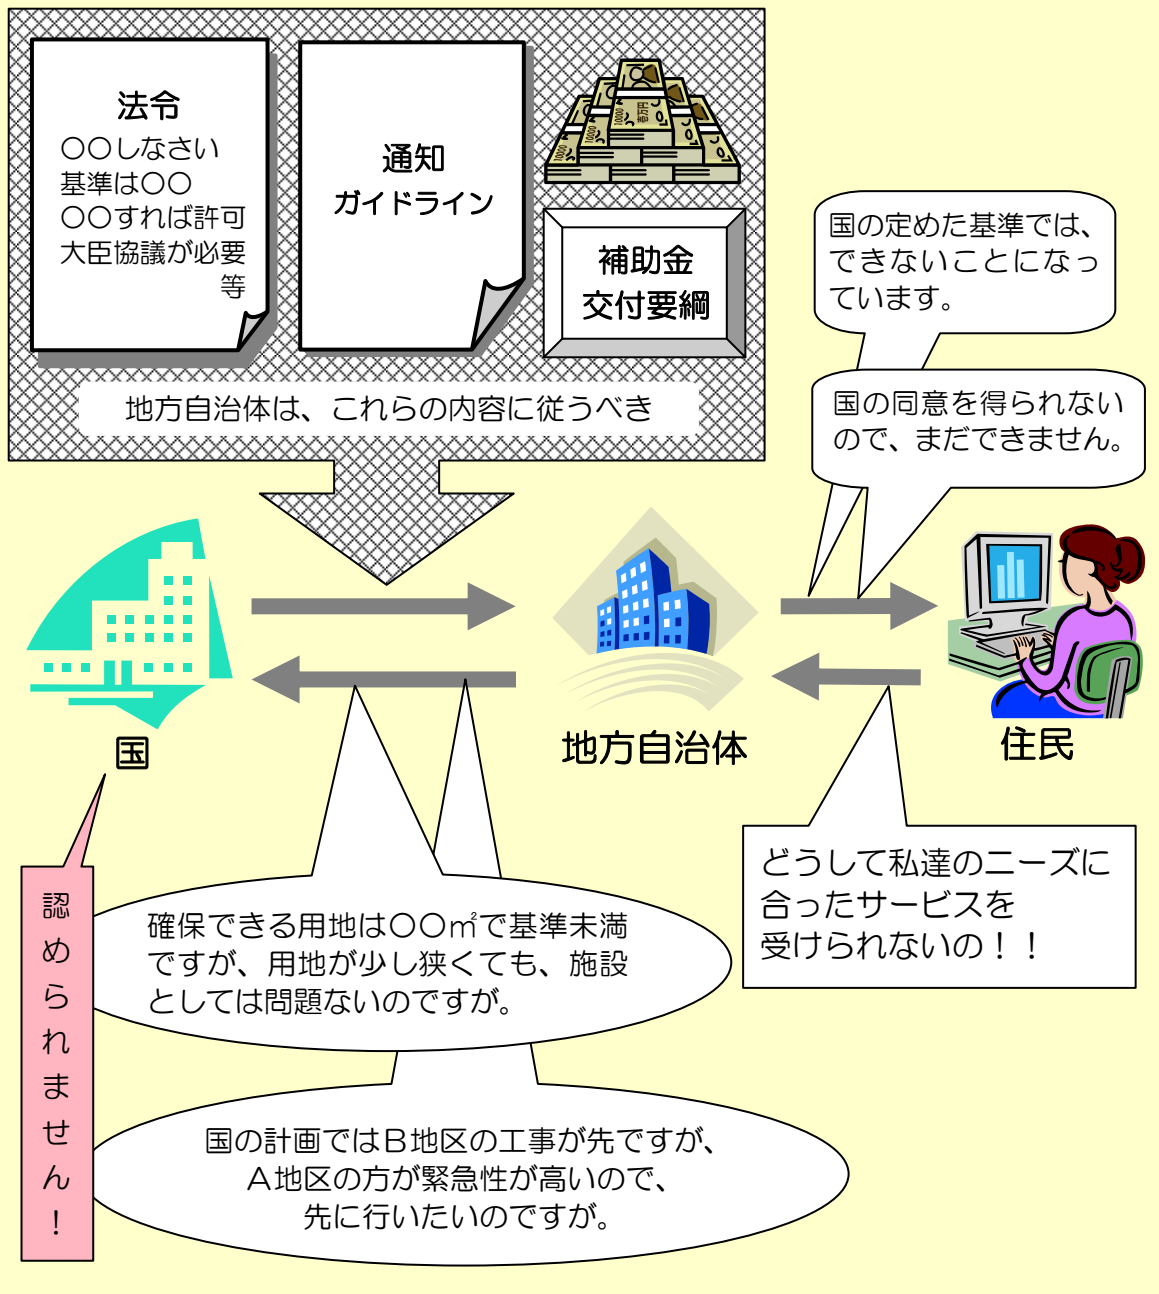 法令
〇〇しなさい
基準は〇〇
〇〇すれば許可
大臣協議が必要
等
通知
ガイドライン
補助金
交付要綱
地方自治体は、これらの内容に従うべき
国の定めた基準では、
できないことになっ
ています。
国の同意を得られない
ので、まだできません。
国
地方自治体
住民
どうして私達のニーズに
合ったサービスを
受けられないの！！
認められません！
確保できる用地は〇〇㎡で基準未満
ですが、用地が少し狭くても、施設
としては問題ないのですが。
国の計画ではＢ地区の工事が先ですが、
Ａ地区の方が緊急性が高いので、
先に行いたいのですが。